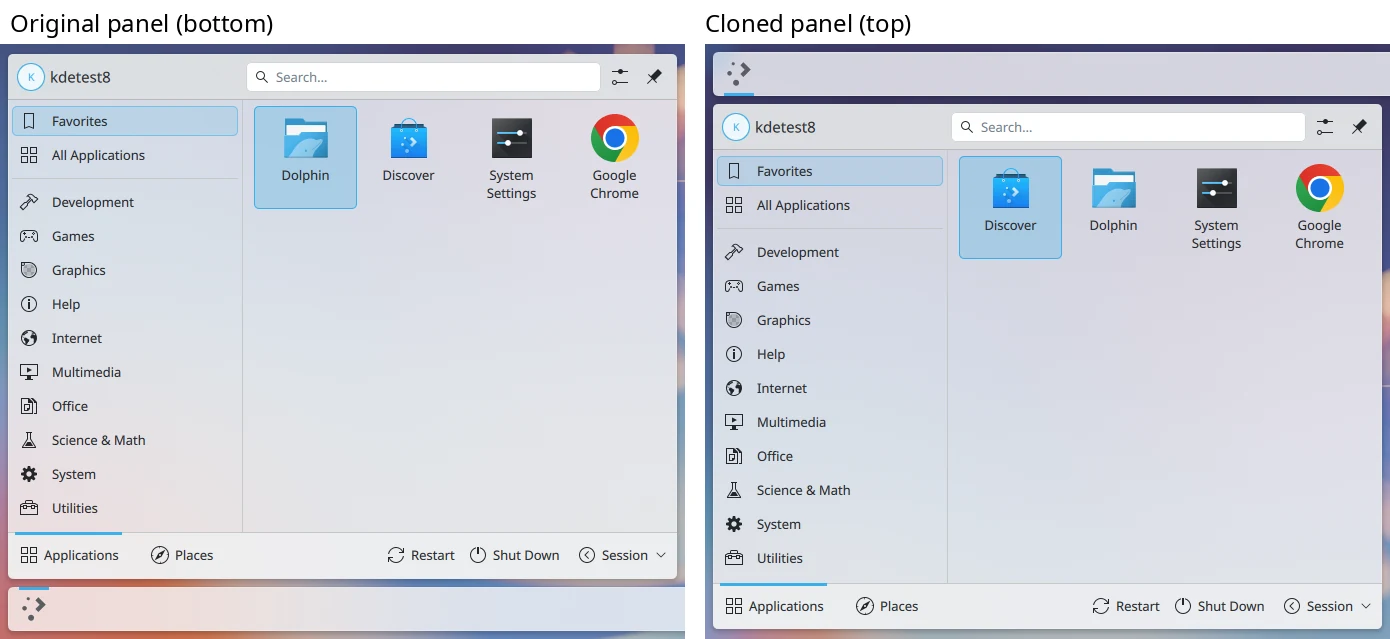 Original panel (bottom)
K
kdetest8
Search...
Favorites
All Applications
Development
Games
Graphics
Help
Internet
Multimedia
Office
Science & Math
System
Utilities
Dolphin
Discover
System
Settings
Google
Chrome
Applications
Places
Restart
Shut Down
Session
Cloned panel (top)
K
kdetest8
Search...
Favorites
All Applications
Development
Games
Graphics
Help
Internet
Multimedia
Office
Science & Math
System
Utilities
Discover
Dolphin
System
Settings
Google
Chrome
Applications
Places
Restart
Shut Down
Session